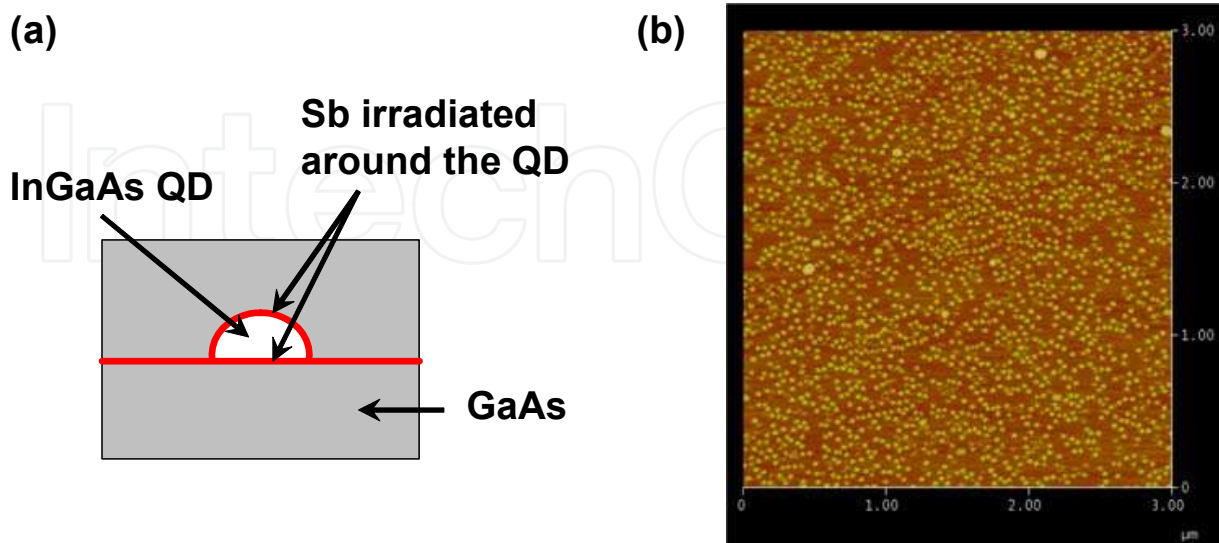 (a)
(b)
IntechO
Sb irradiated
around the QD
InGaAs QD
GaAs
3.00
2.00
1.00
0
0
1.00
2.00
3.00
µm